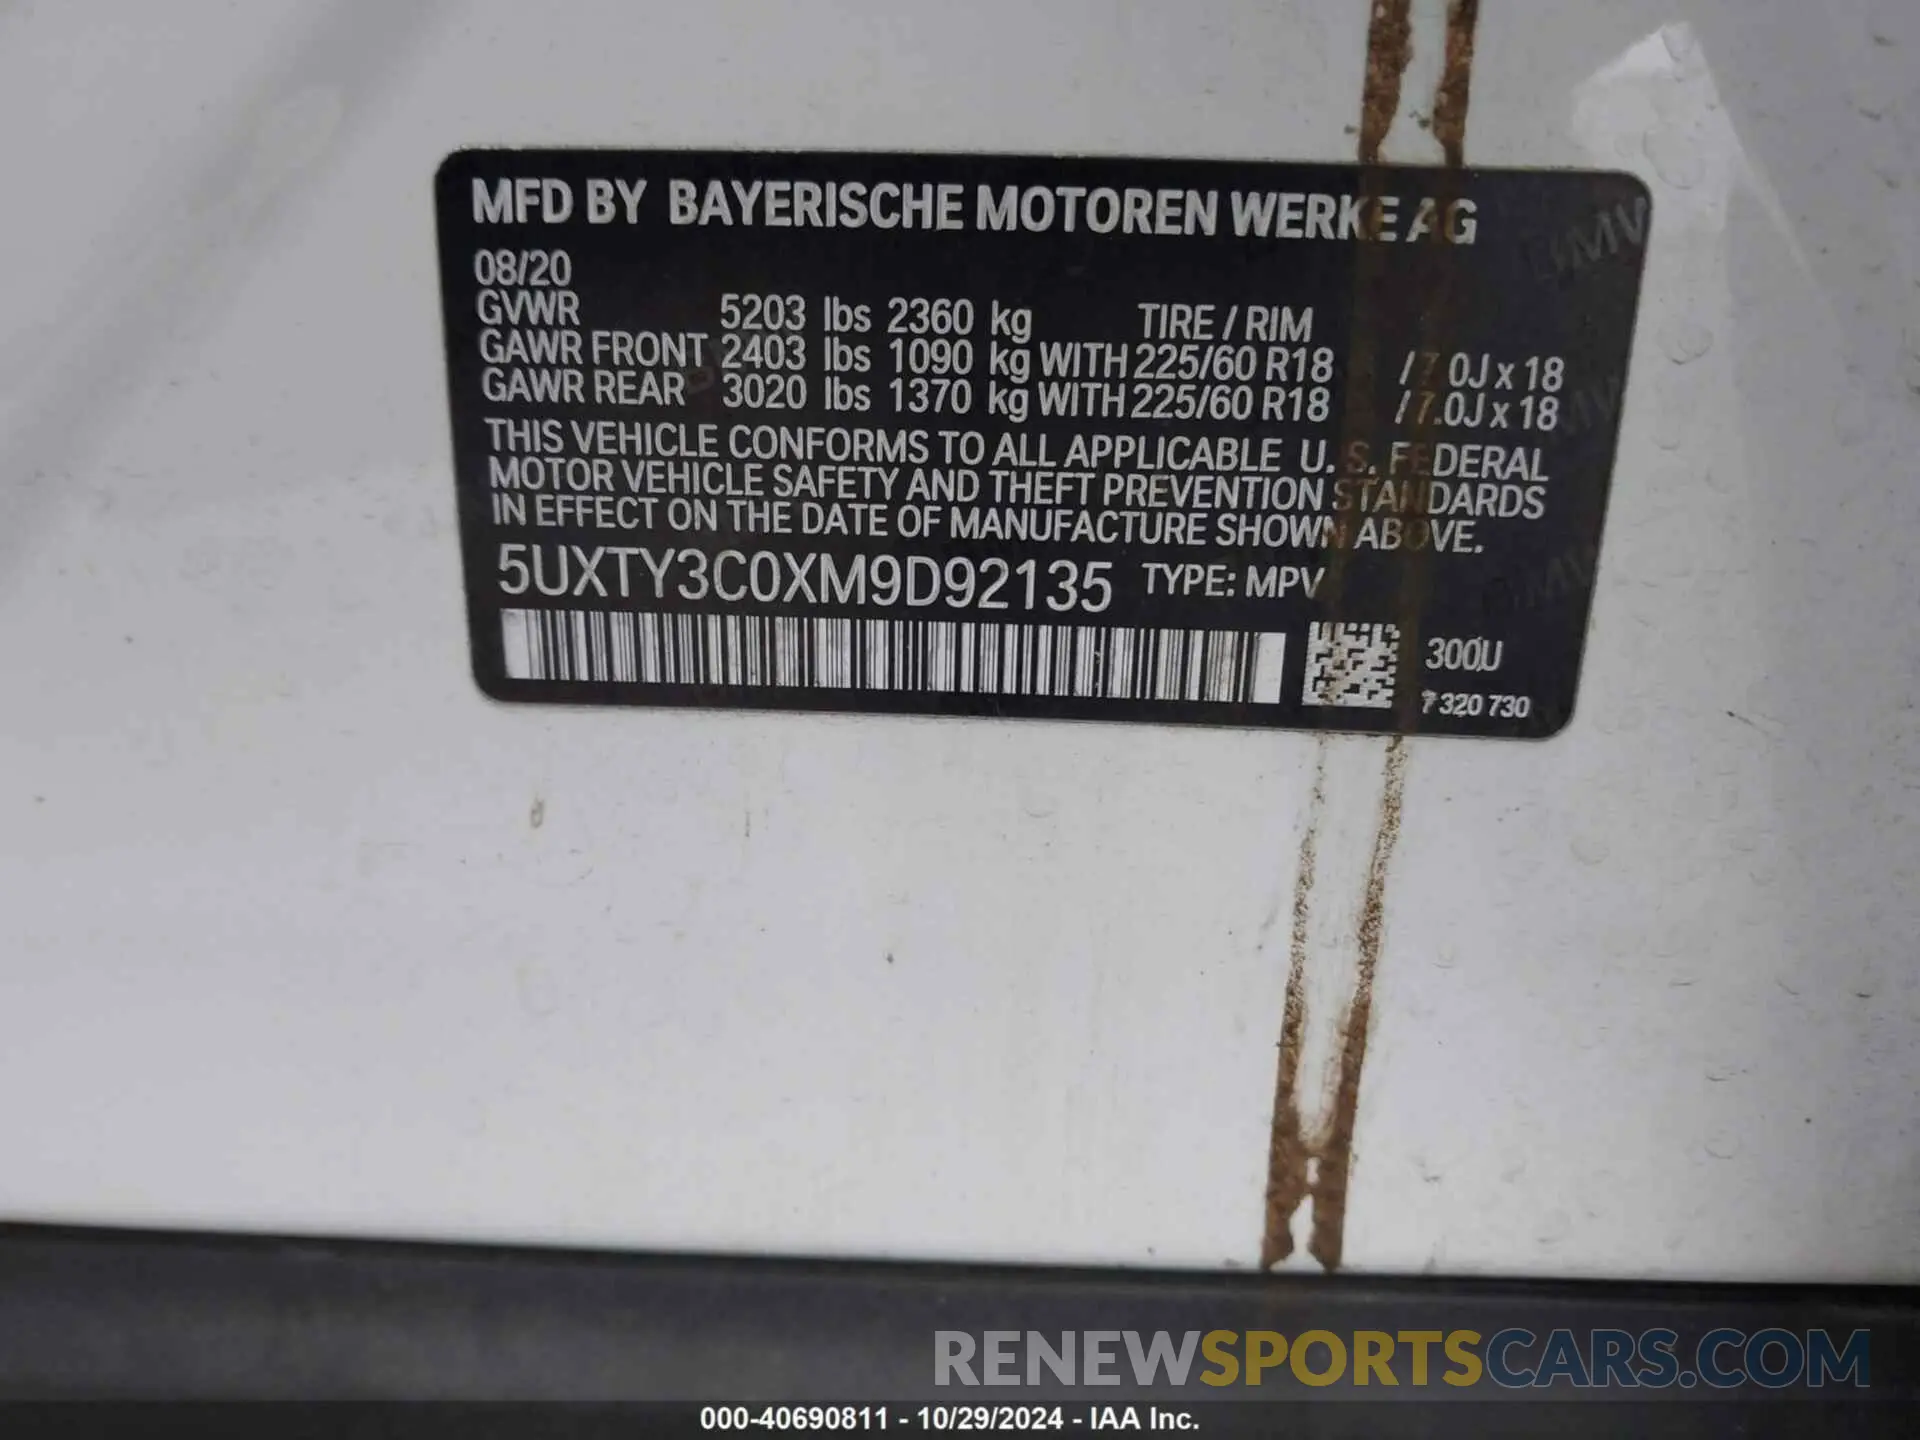 MFD BY BAYERISCHE MOTOREN WERKE AG
08/20
GVWR 5203 lbs 2360 kg TIRE / RIM
GAWR FRONT 2403 lbs 1090 kg WITH 225/60 R18 / 7.0J x 18
GAWR REAR 3020 lbs 1370 kg WITH 225/60 R18 / 7.0J x 18
THIS VEHICLE CONFORMS TO ALL APPLICABLE U. S. FEDERAL
MOTOR VEHICLE SAFETY AND THEFT PREVENTION STANDARDS
IN EFFECT ON THE DATE OF MANUFACTURE SHOWN ABOVE.
5UXTY3C0XM9D92135 TYPE: MPV
300U
7 320 730
RENEWSPORTSCARS.COM
000-40690811 - 10/29/2024 - IAA Inc.